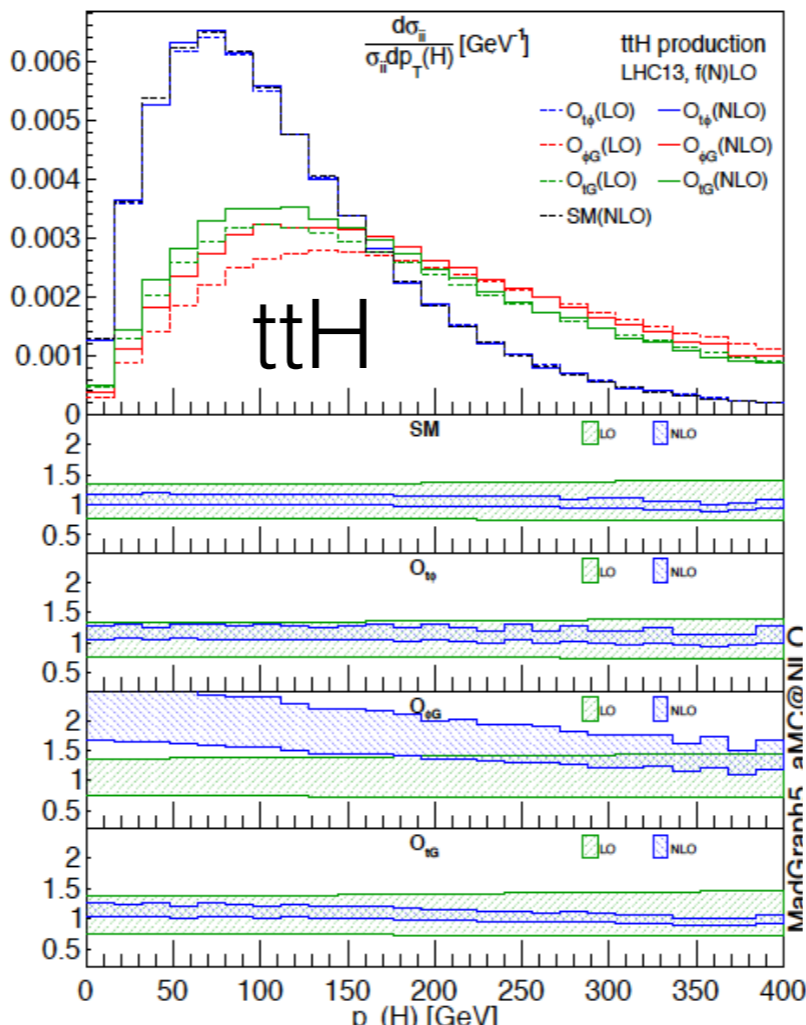 dσᵢᵢ / σᵢᵢdp_T(H) [GeV⁻¹]
ttH production
LHC13, f(N)LO
O_tϕ(LO) O_tϕ(NLO)
O_ϕG(LO) O_ϕG(NLO)
O_tG(LO) O_tG(NLO)
SM(NLO)
0.006
0.005
0.004
0.003
0.002
0.001
0
ttH
SM
LO NLO
2
1.5
1
0.5
O_tϕ
LO NLO
2
1.5
1
0.5
O_ϕG
LO NLO
2
1.5
1
0.5
O_tG
LO NLO
2
1.5
1
0.5
0 50 100 150 200 250 300 350 400
p (H) [GeV]
MadGraph5_aMC@NLO